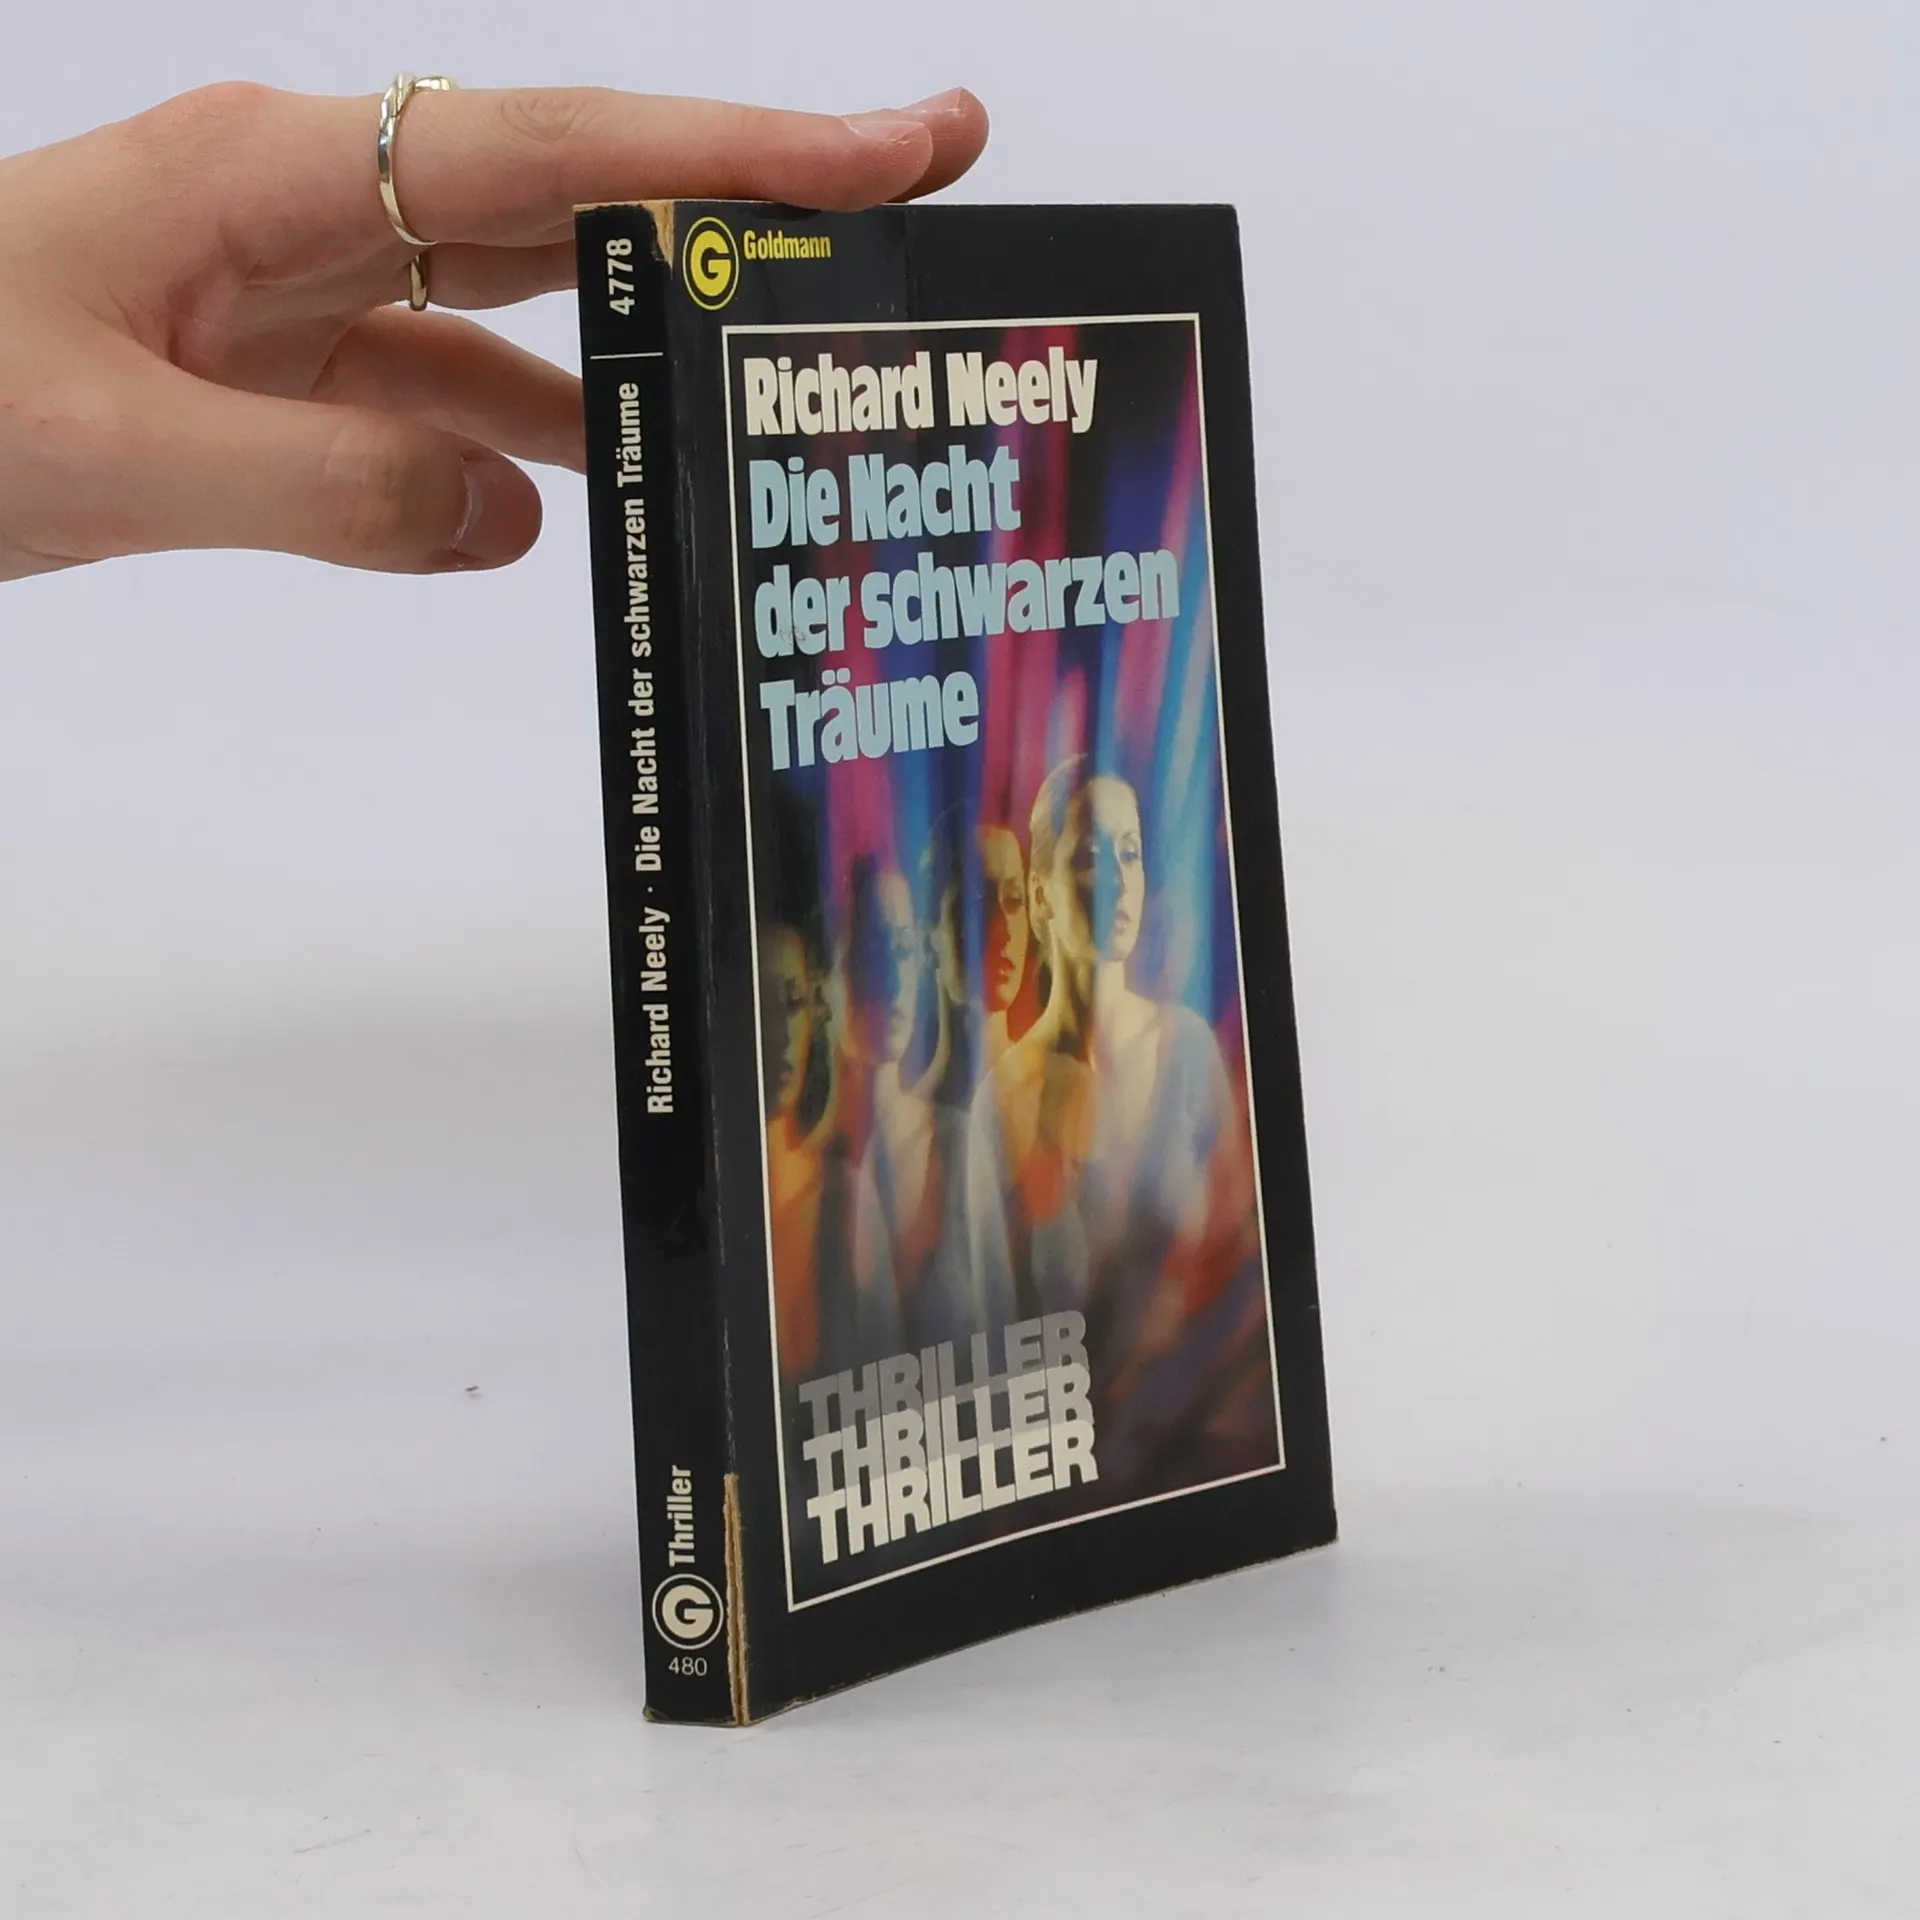 4778
Richard Neely · Die Nacht der schwarzen Träume
Thriller
G
480
G
Goldmann
Richard Neely
Die Nacht
der schwarzen
Träume
THRILLER
THRILLER
THRILLER